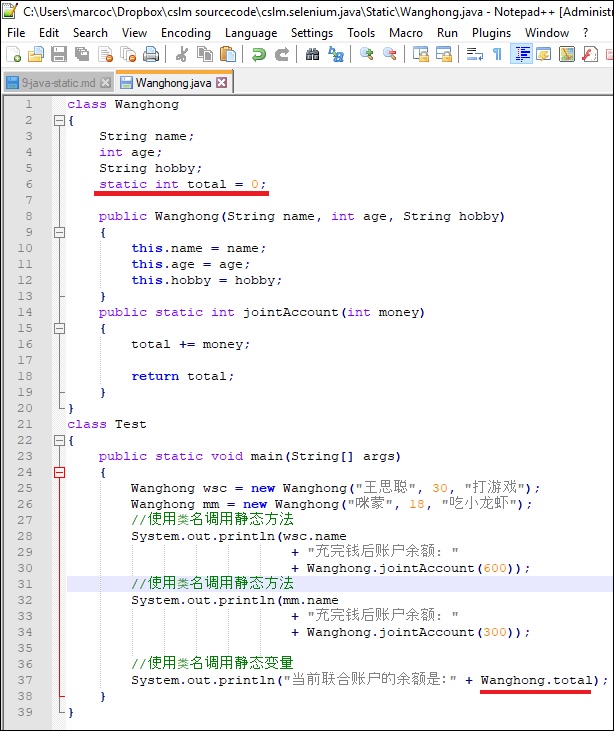 C:\Users\marcoc\Dropbox\cslm sourcecode\cslm.selenium.java\Static\Wanghong.java - Notepad++ [Adminis
File Edit Search View Encoding Language Settings Tools Macro Run Plugins Window ?
9-java-static.md Wanghong.java
1 class Wanghong
2 {
3 String name;
4 int age;
5 String hobby;
6 static int total = 0;
7
8 public Wanghong(String name, int age, String hobby)
9 {
10 this.name = name;
11 this.age = age;
12 this.hobby = hobby;
13 }
14 public static int jointAccount(int money)
15 {
16 total += money;
17
18 return total;
19 }
20 }
21 class Test
22 {
23 public static void main(String[] args)
24 {
25 Wanghong wsc = new Wanghong("王思聪", 30, "打游戏");
26 Wanghong mm = new Wanghong("咪蒙", 18, "吃小龙虾");
27 //使用类名调用静态方法
28 System.out.println(wsc.name
29 + "充完钱后账户余额："
30 + Wanghong.jointAccount(600));
31 //使用类名调用静态方法
32 System.out.println(mm.name
33 + "充完钱后账户余额："
34 + Wanghong.jointAccount(300));
35
36 //使用类名调用静态变量
37 System.out.println("当前联合账户的余额是:" + Wanghong.total);
38 }
39 }